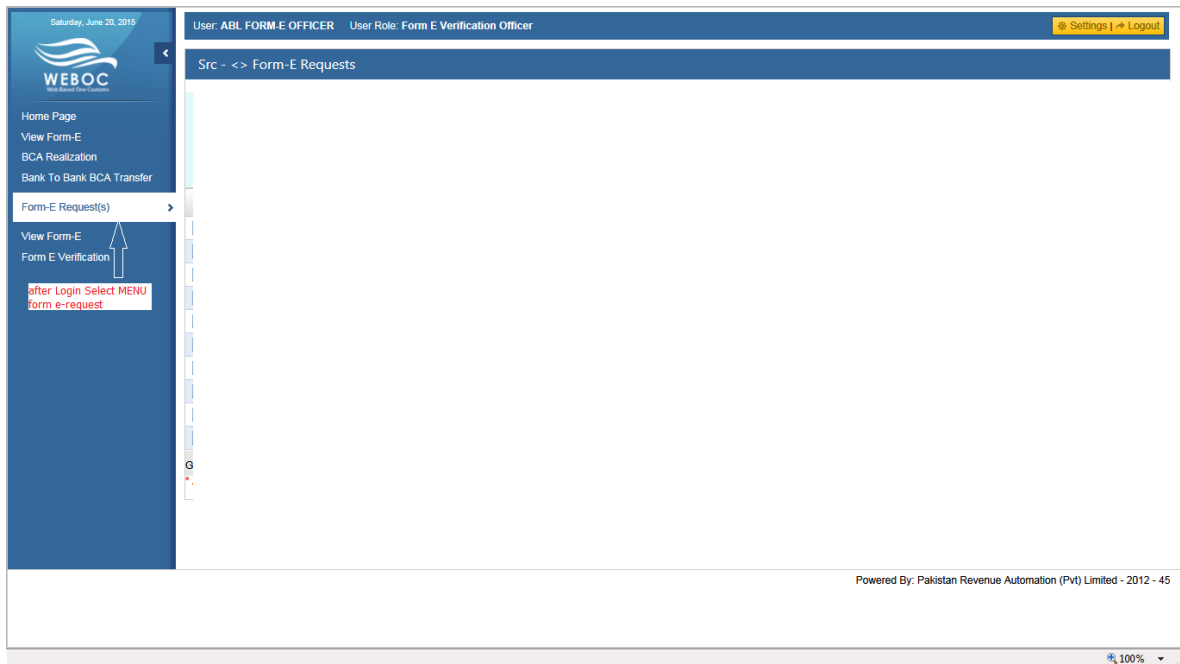 Saturday, June 20, 2015
WEBOC
Web Based One Customs
User: ABL FORM-E OFFICER User Role: Form E Verification Officer
Settings | Logout
Src - <> Form-E Requests
Home Page
View Form-E
BCA Realization
Bank To Bank BCA Transfer
Form-E Request(s)
View Form-E
Form E Verification
after Login Select MENU
form e-request
G
*
Powered By: Pakistan Revenue Automation (Pvt) Limited - 2012 - 45
100%